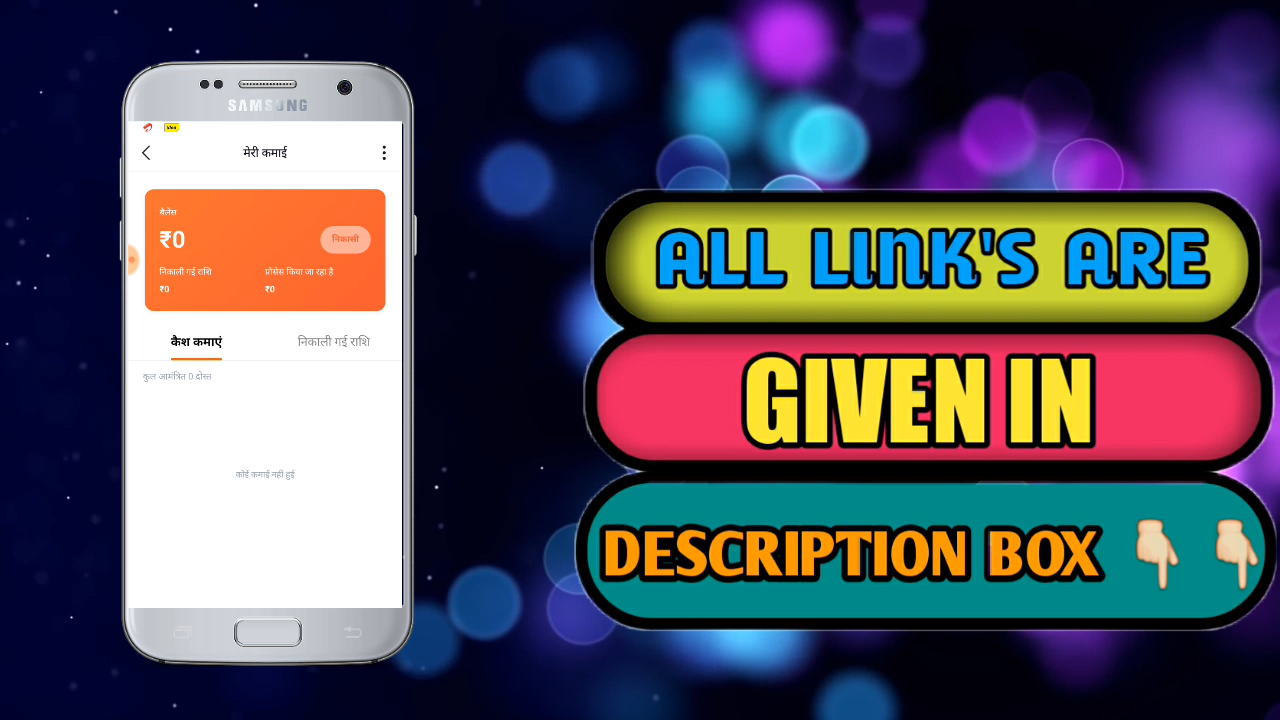 SAMSUNG
Idea
मेरी कमाई
बैलेंस
₹0
निकासी
निकाली गई राशि
प्रोसेस किया जा रहा है
₹0
₹0
कैश कमाएं
निकाली गई राशि
कुल आमंत्रित 0 दोस्त
कोई कमाई नहीं हुई
ALL LINK'S ARE
GIVEN IN
DESCRIPTION BOX 👇🏻 👇🏻